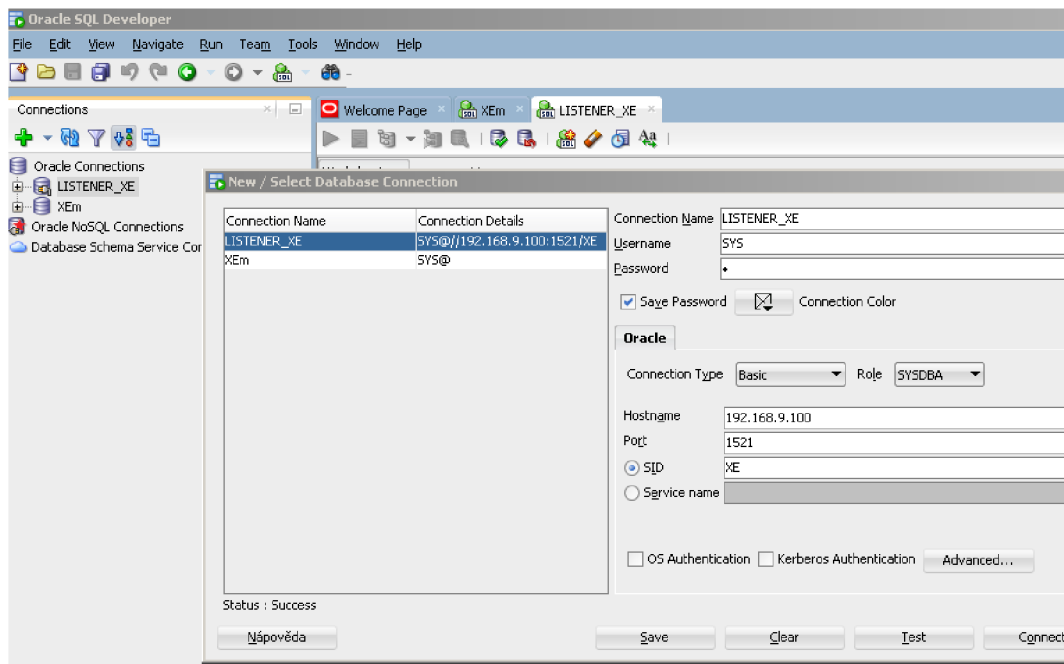 Oracle SQL Developer
File Edit View Navigate Run Team Tools Window Help
Connections
Welcome Page XEm LISTENER_XE
Oracle Connections
LISTENER_XE
XEm
Oracle NoSQL Connections
Database Schema Service Cor
New / Select Database Connection
Connection Name Connection Details
LISTENER_XE SYS@//192.168.9.100:1521/XE
XEm SYS@
Connection Name LISTENER_XE
Username SYS
Password •
Save Password Connection Color
Oracle
Connection Type Basic Role SYSDBA
Hostname 192.168.9.100
Port 1521
SID XE
Service name
OS Authentication Kerberos Authentication Advanced...
Status : Success
Nápověda Save Clear Test Connect